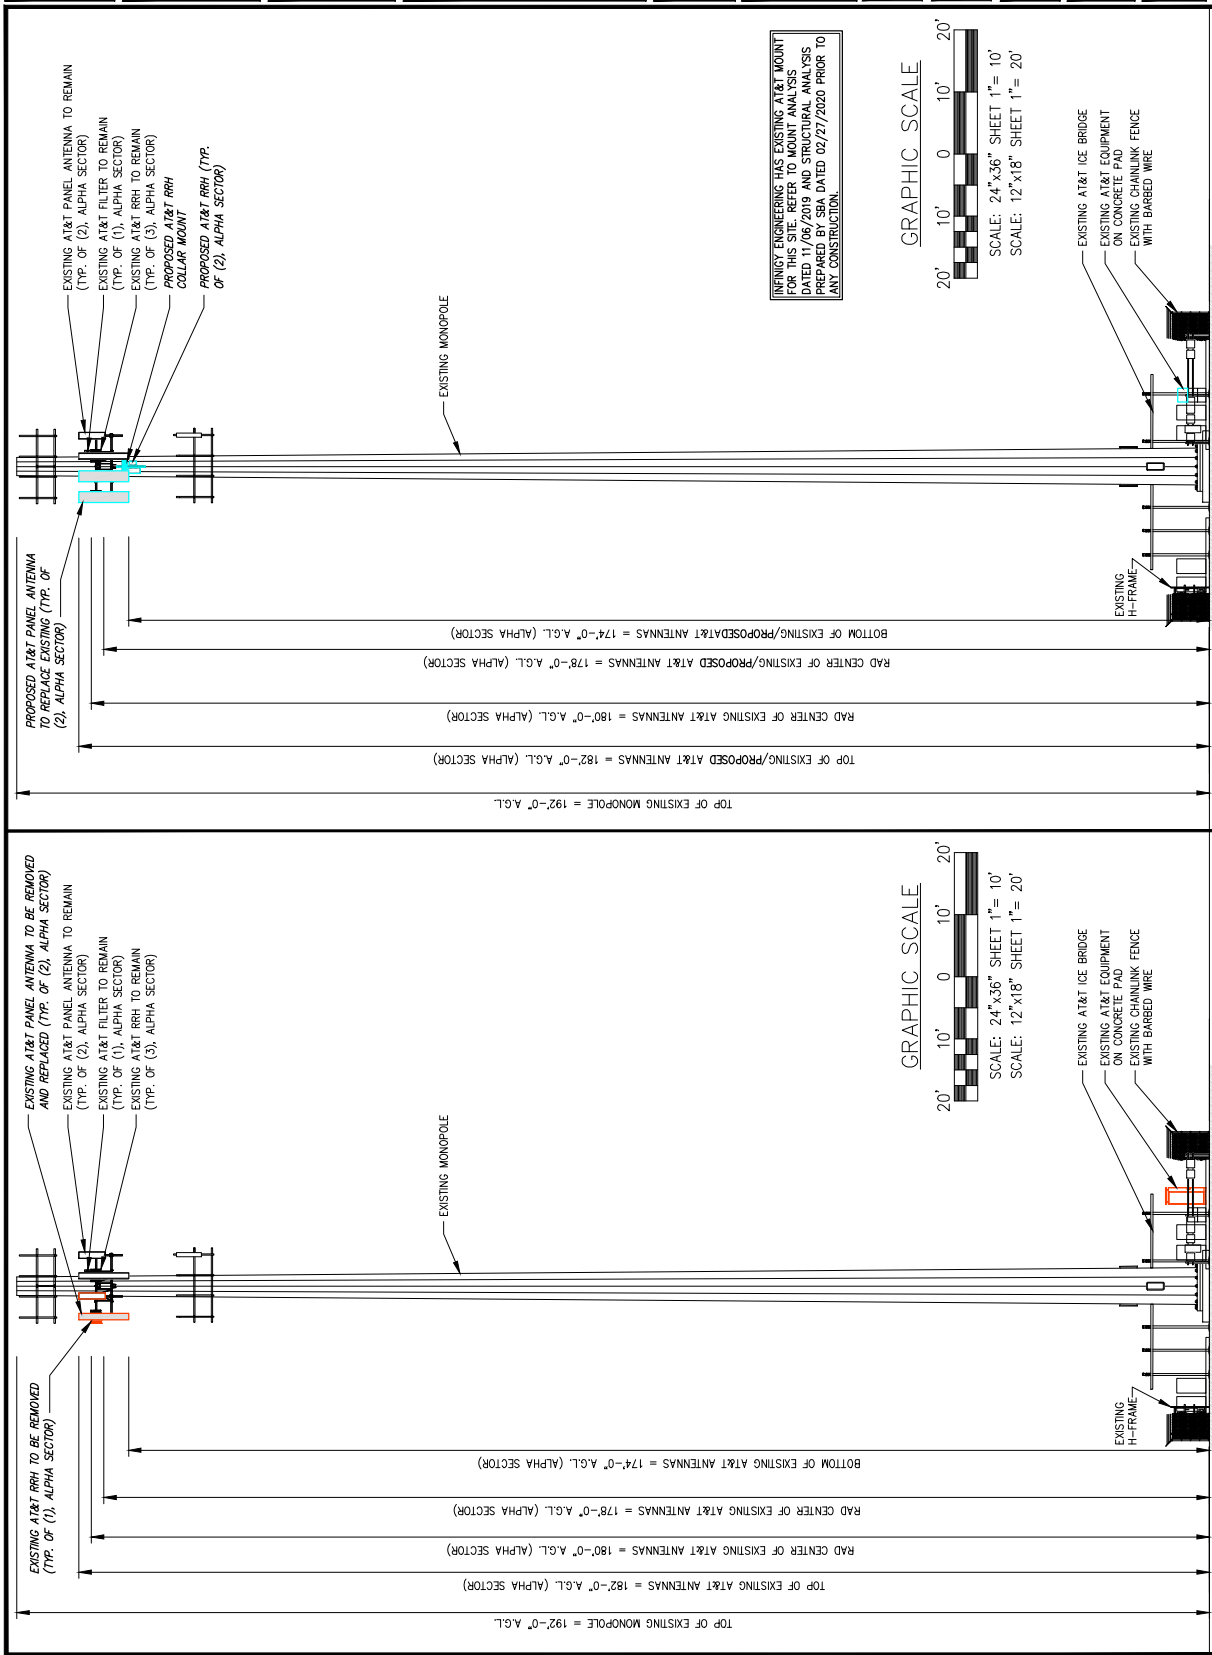 PROPOSED AT&T PANEL ANTENNA
TO REPLACE EXISTING (TYP. OF
(2), ALPHA SECTOR)
EXISTING AT&T PANEL ANTENNA TO REMAIN
(TYP. OF (2), ALPHA SECTOR)
EXISTING AT&T FILTER TO REMAIN
(TYP. OF (1), ALPHA SECTOR)
EXISTING AT&T RRH TO REMAIN
(TYP. OF (3), ALPHA SECTOR)
PROPOSED AT&T RRH
COLLAR MOUNT
PROPOSED AT&T RRH (TYP.
OF (2), ALPHA SECTOR)
EXISTING MONOPOLE
INFINIGY ENGINEERING HAS EXISTING AT&T MOUNT
FOR THIS SITE. REFER TO MOUNT ANALYSIS
DATED 11/06/2019 AND STRUCTURAL ANALYSIS
PREPARED BY SBA DATED 02/27/2020 PRIOR TO
ANY CONSTRUCTION.
GRAPHIC SCALE
20' 10' 0 10' 20'
SCALE: 24"x36" SHEET 1"= 10'
SCALE: 12"x18" SHEET 1"= 20'
EXISTING AT&T ICE BRIDGE
EXISTING AT&T EQUIPMENT
ON CONCRETE PAD
EXISTING CHAINLINK FENCE
WITH BARBED WIRE
EXISTING
H-FRAME
BOTTOM OF EXISTING/PROPOSEDAT&T ANTENNAS = 174'-0" A.G.L. (ALPHA SECTOR)
RAD CENTER OF EXISTING/PROPOSED AT&T ANTENNAS = 178'-0" A.G.L. (ALPHA SECTOR)
RAD CENTER OF EXISTING AT&T ANTENNAS = 180'-0" A.G.L. (ALPHA SECTOR)
TOP OF EXISTING/PROPOSED AT&T ANTENNAS = 182'-0" A.G.L. (ALPHA SECTOR)
TOP OF EXISTING MONOPOLE = 192'-0" A.G.L.
EXISTING AT&T RRH TO BE REMOVED
(TYP. OF (1), ALPHA SECTOR)
EXISTING AT&T PANEL ANTENNA TO BE REMOVED
AND REPLACED (TYP. OF (2), ALPHA SECTOR)
EXISTING AT&T PANEL ANTENNA TO REMAIN
(TYP. OF (2), ALPHA SECTOR)
EXISTING AT&T FILTER TO REMAIN
(TYP. OF (1), ALPHA SECTOR)
EXISTING AT&T RRH TO REMAIN
(TYP. OF (3), ALPHA SECTOR)
EXISTING MONOPOLE
GRAPHIC SCALE
20' 10' 0 10' 20'
SCALE: 24"x36" SHEET 1"= 10'
SCALE: 12"x18" SHEET 1"= 20'
EXISTING AT&T ICE BRIDGE
EXISTING AT&T EQUIPMENT
ON CONCRETE PAD
EXISTING CHAINLINK FENCE
WITH BARBED WIRE
EXISTING
H-FRAME
BOTTOM OF EXISTING AT&T ANTENNAS = 174'-0" A.G.L. (ALPHA SECTOR)
RAD CENTER OF EXISTING AT&T ANTENNAS = 178'-0" A.G.L. (ALPHA SECTOR)
RAD CENTER OF EXISTING AT&T ANTENNAS = 180'-0" A.G.L. (ALPHA SECTOR)
TOP OF EXISTING AT&T ANTENNAS = 182'-0" A.G.L. (ALPHA SECTOR)
TOP OF EXISTING MONOPOLE = 192'-0" A.G.L.